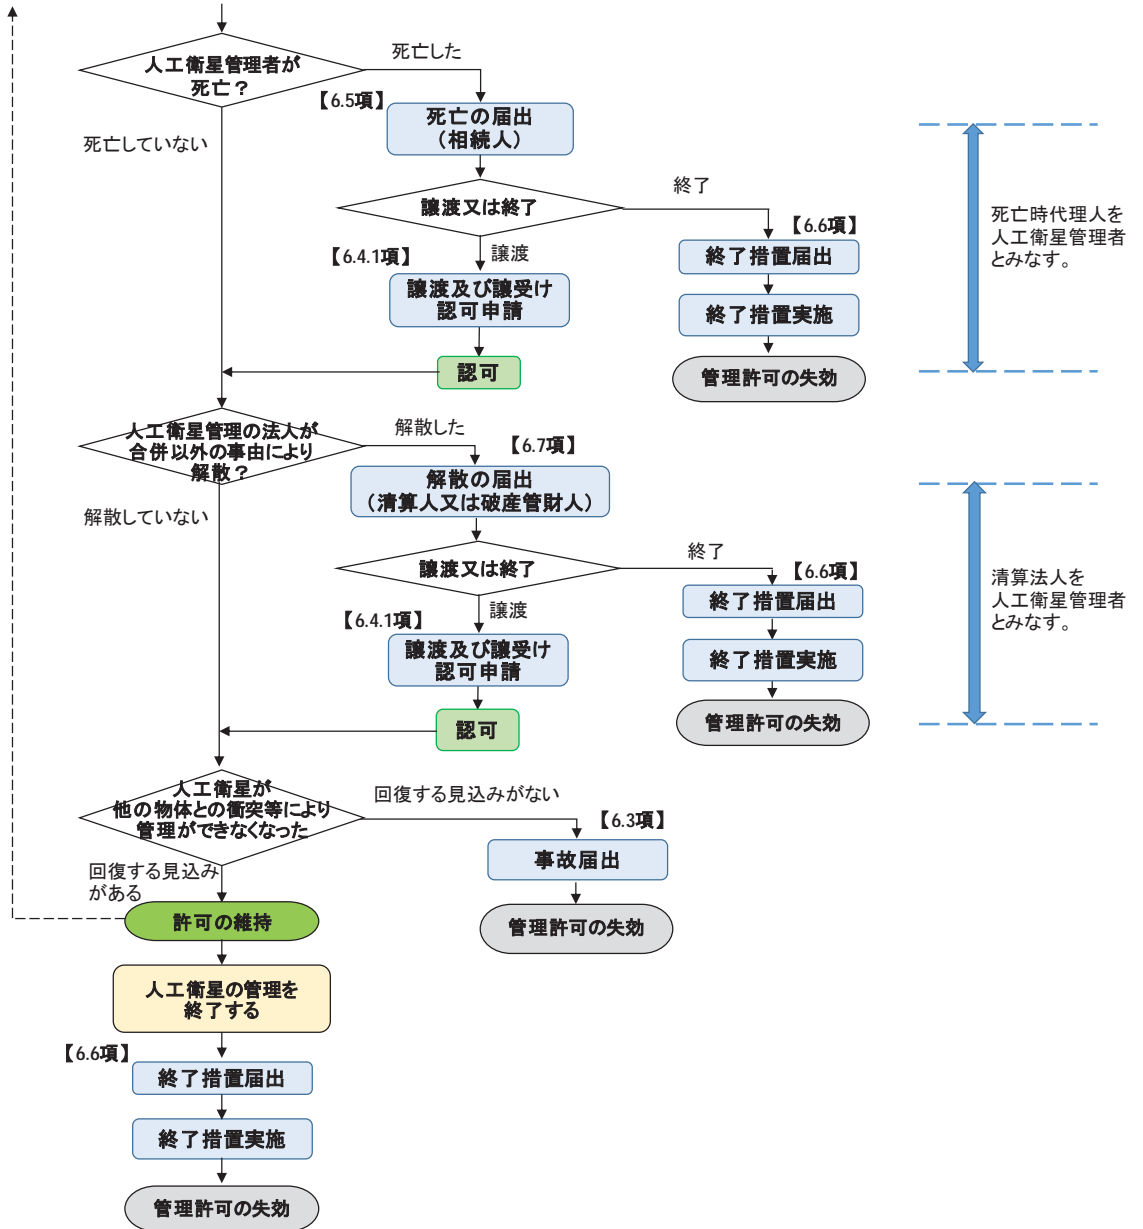 人工衛星管理者が
死亡？
死亡した
【6.5項】
死亡の届出
（相続人）
死亡していない
譲渡又は終了
終了
【6.6項】
終了措置届出
終了措置実施
管理許可の失効
譲渡
【6.4.1項】
譲渡及び譲受け
認可申請
認可
死亡時代理人を
人工衛星管理者
とみなす。
人工衛星管理の法人が
合併以外の事由により
解散？
解散した
【6.7項】
解散の届出
（清算人又は破産管財人）
解散していない
譲渡又は終了
終了
【6.6項】
終了措置届出
終了措置実施
管理許可の失効
譲渡
【6.4.1項】
譲渡及び譲受け
認可申請
認可
清算法人を
人工衛星管理者
とみなす。
人工衛星が
他の物体との衝突等により
管理ができなくなった
回復する見込みがない
【6.3項】
事故届出
管理許可の失効
回復する見込み
がある
許可の維持
人工衛星の管理を
終了する
【6.6項】
終了措置届出
終了措置実施
管理許可の失効